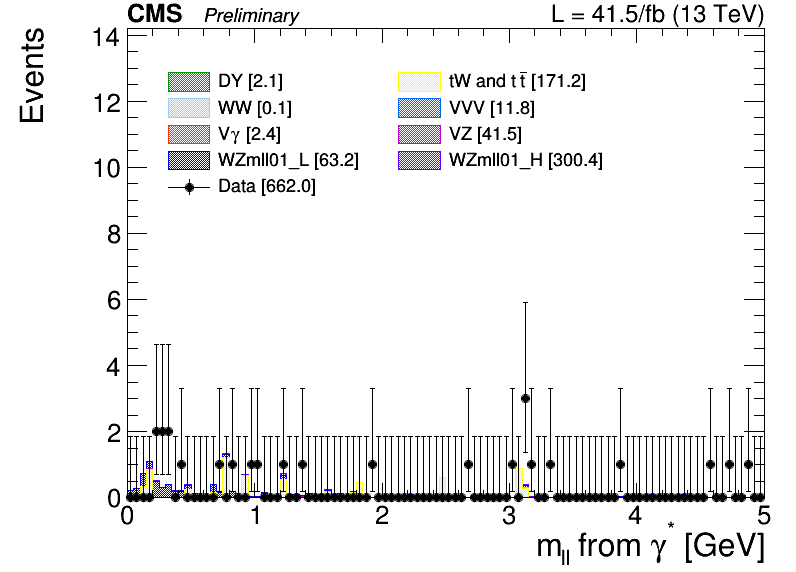 CMS Preliminary L = 41.5/fb (13 TeV)
Events
14
12
10
8
6
4
2
0
DY [2.1]
tW and tt̄ [171.2]
WW [0.1]
VVV [11.8]
Vγ [2.4]
VZ [41.5]
WZmll01_L [63.2]
WZmll01_H [300.4]
Data [662.0]
0 1 2 3 4 5
m_ll from γ* [GeV]